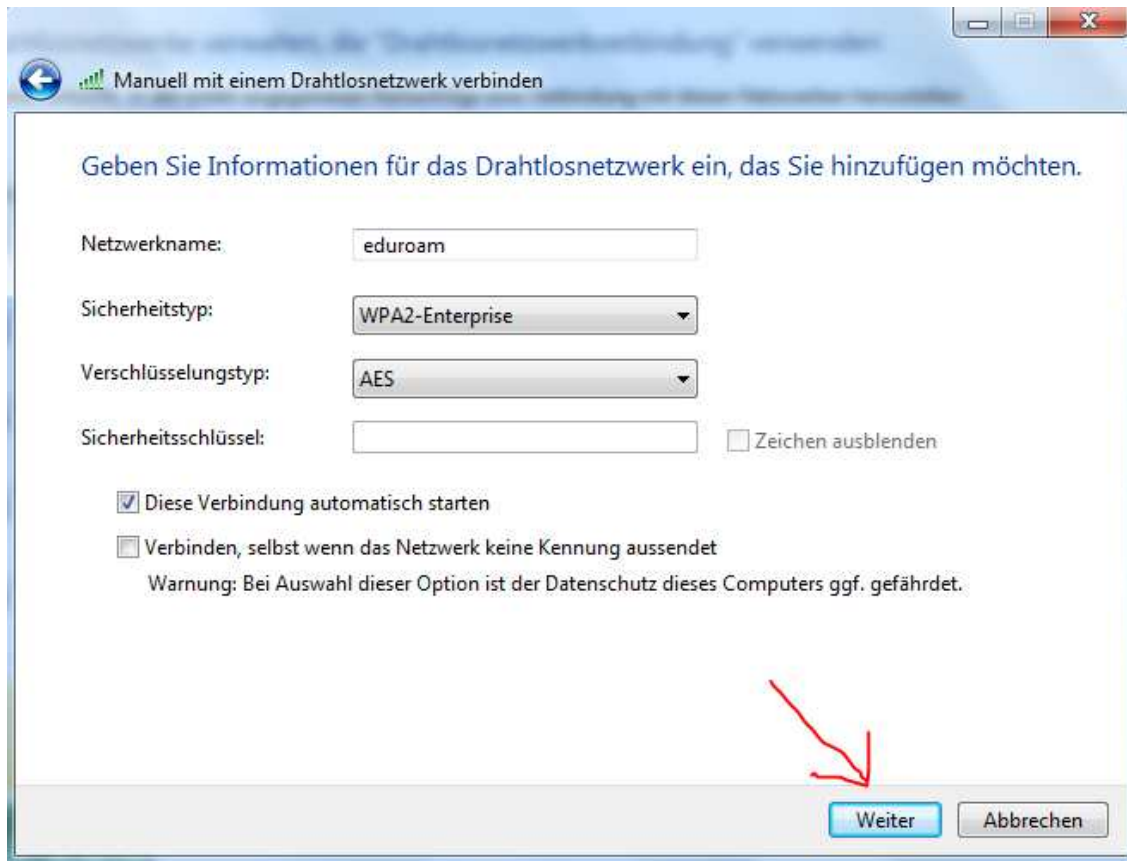 Manuell mit einem Drahtlosnetzwerk verbinden
Geben Sie Informationen für das Drahtlosnetzwerk ein, das Sie hinzufügen möchten.
Netzwerkname: eduroam
Sicherheitstyp: WPA2-Enterprise
Verschlüsselungstyp: AES
Sicherheitsschlüssel: Zeichen ausblenden
Diese Verbindung automatisch starten
Verbinden, selbst wenn das Netzwerk keine Kennung aussendet
Warnung: Bei Auswahl dieser Option ist der Datenschutz dieses Computers ggf. gefährdet.
Weiter Abbrechen